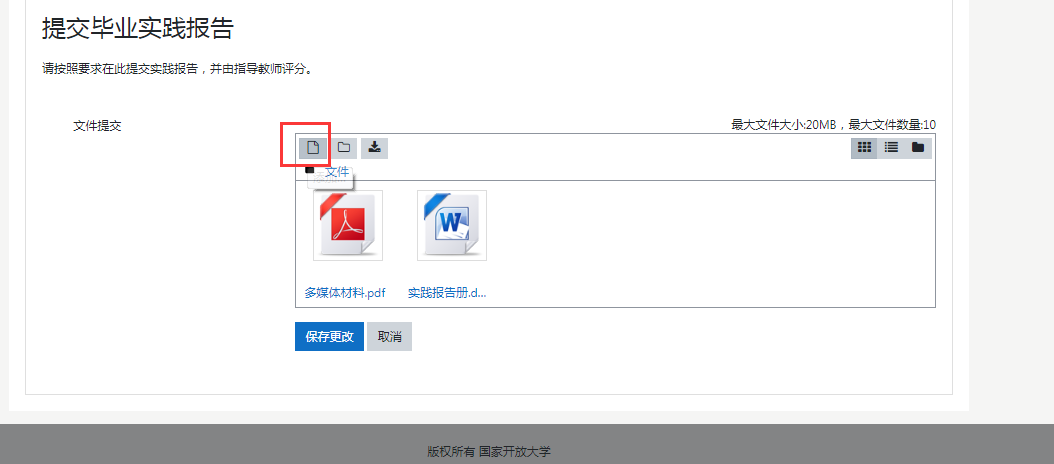 提交毕业实践报告
请按照要求在此提交实践报告，并由指导教师评分。
文件提交
最大文件大小:20MB，最大文件数量:10
文件
多媒体材料.pdf
实践报告册.d...
保存更改
取消
版权所有 国家开放大学